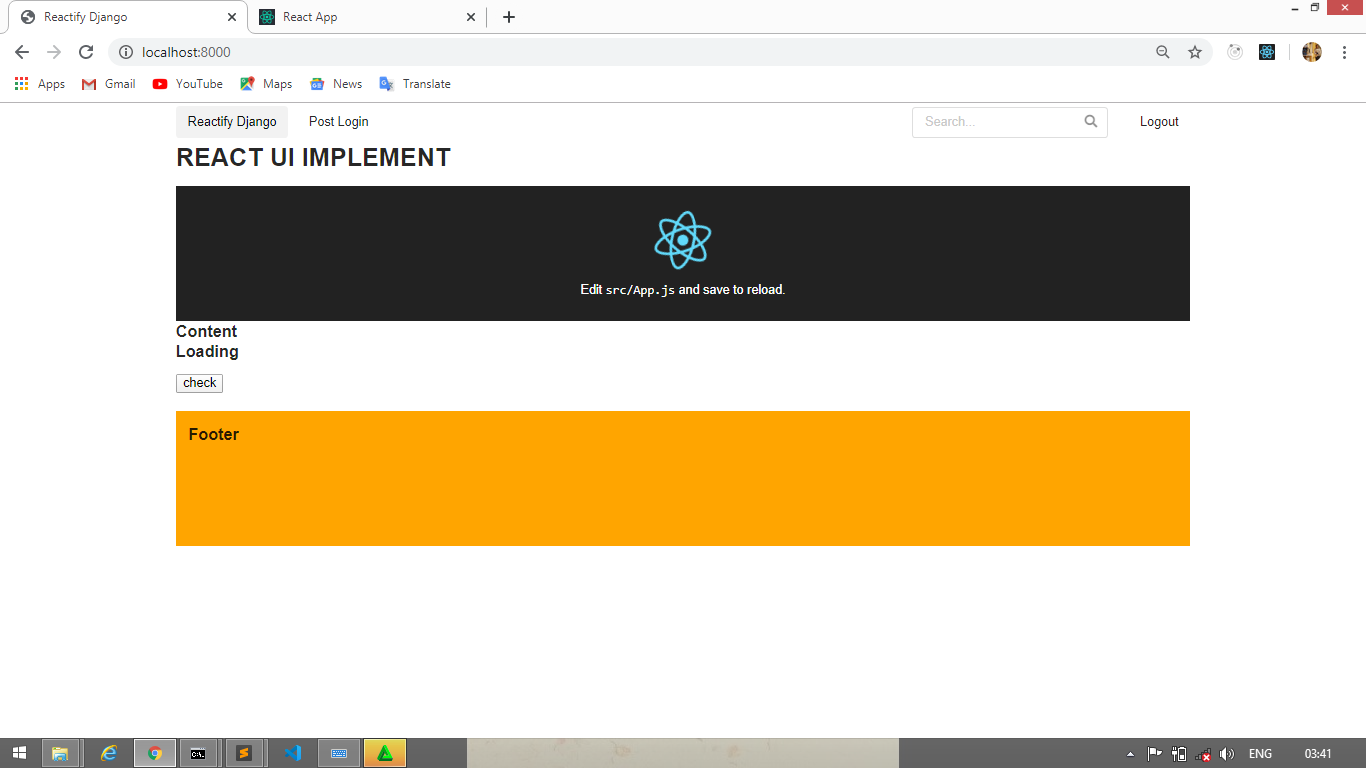 Reactify Django
React App
localhost:8000
Apps Gmail YouTube Maps News Translate
Reactify Django Post Login Search... Logout
REACT UI IMPLEMENT
Edit src/App.js and save to reload.
Content
Loading
check
Footer
C:\.
ENG 03:41